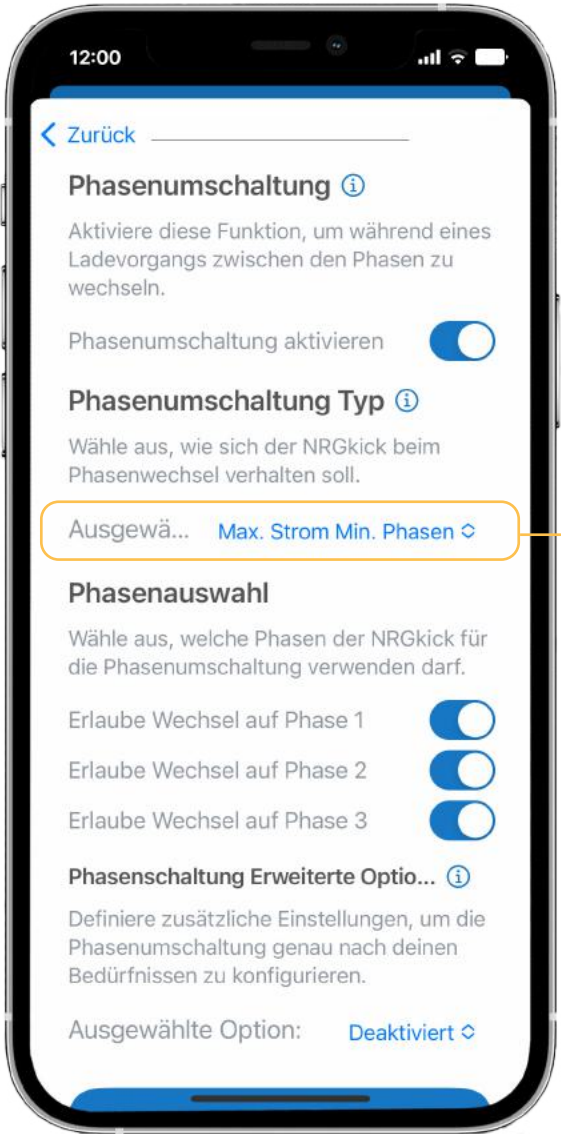 12:00
Zurück
Phasenumschaltung
Aktiviere diese Funktion, um während eines
Ladevorgangs zwischen den Phasen zu
wechseln.
Phasenumschaltung aktivieren
Phasenumschaltung Typ
Wähle aus, wie sich der NRGkick beim
Phasenwechsel verhalten soll.
Ausgewä... Max. Strom Min. Phasen
Phasenauswahl
Wähle aus, welche Phasen der NRGkick für
die Phasenumschaltung verwenden darf.
Erlaube Wechsel auf Phase 1
Erlaube Wechsel auf Phase 2
Erlaube Wechsel auf Phase 3
Phasenschaltung Erweiterte Optio...
Definiere zusätzliche Einstellungen, um die
Phasenumschaltung genau nach deinen
Bedürfnissen zu konfigurieren.
Ausgewählte Option: Deaktiviert